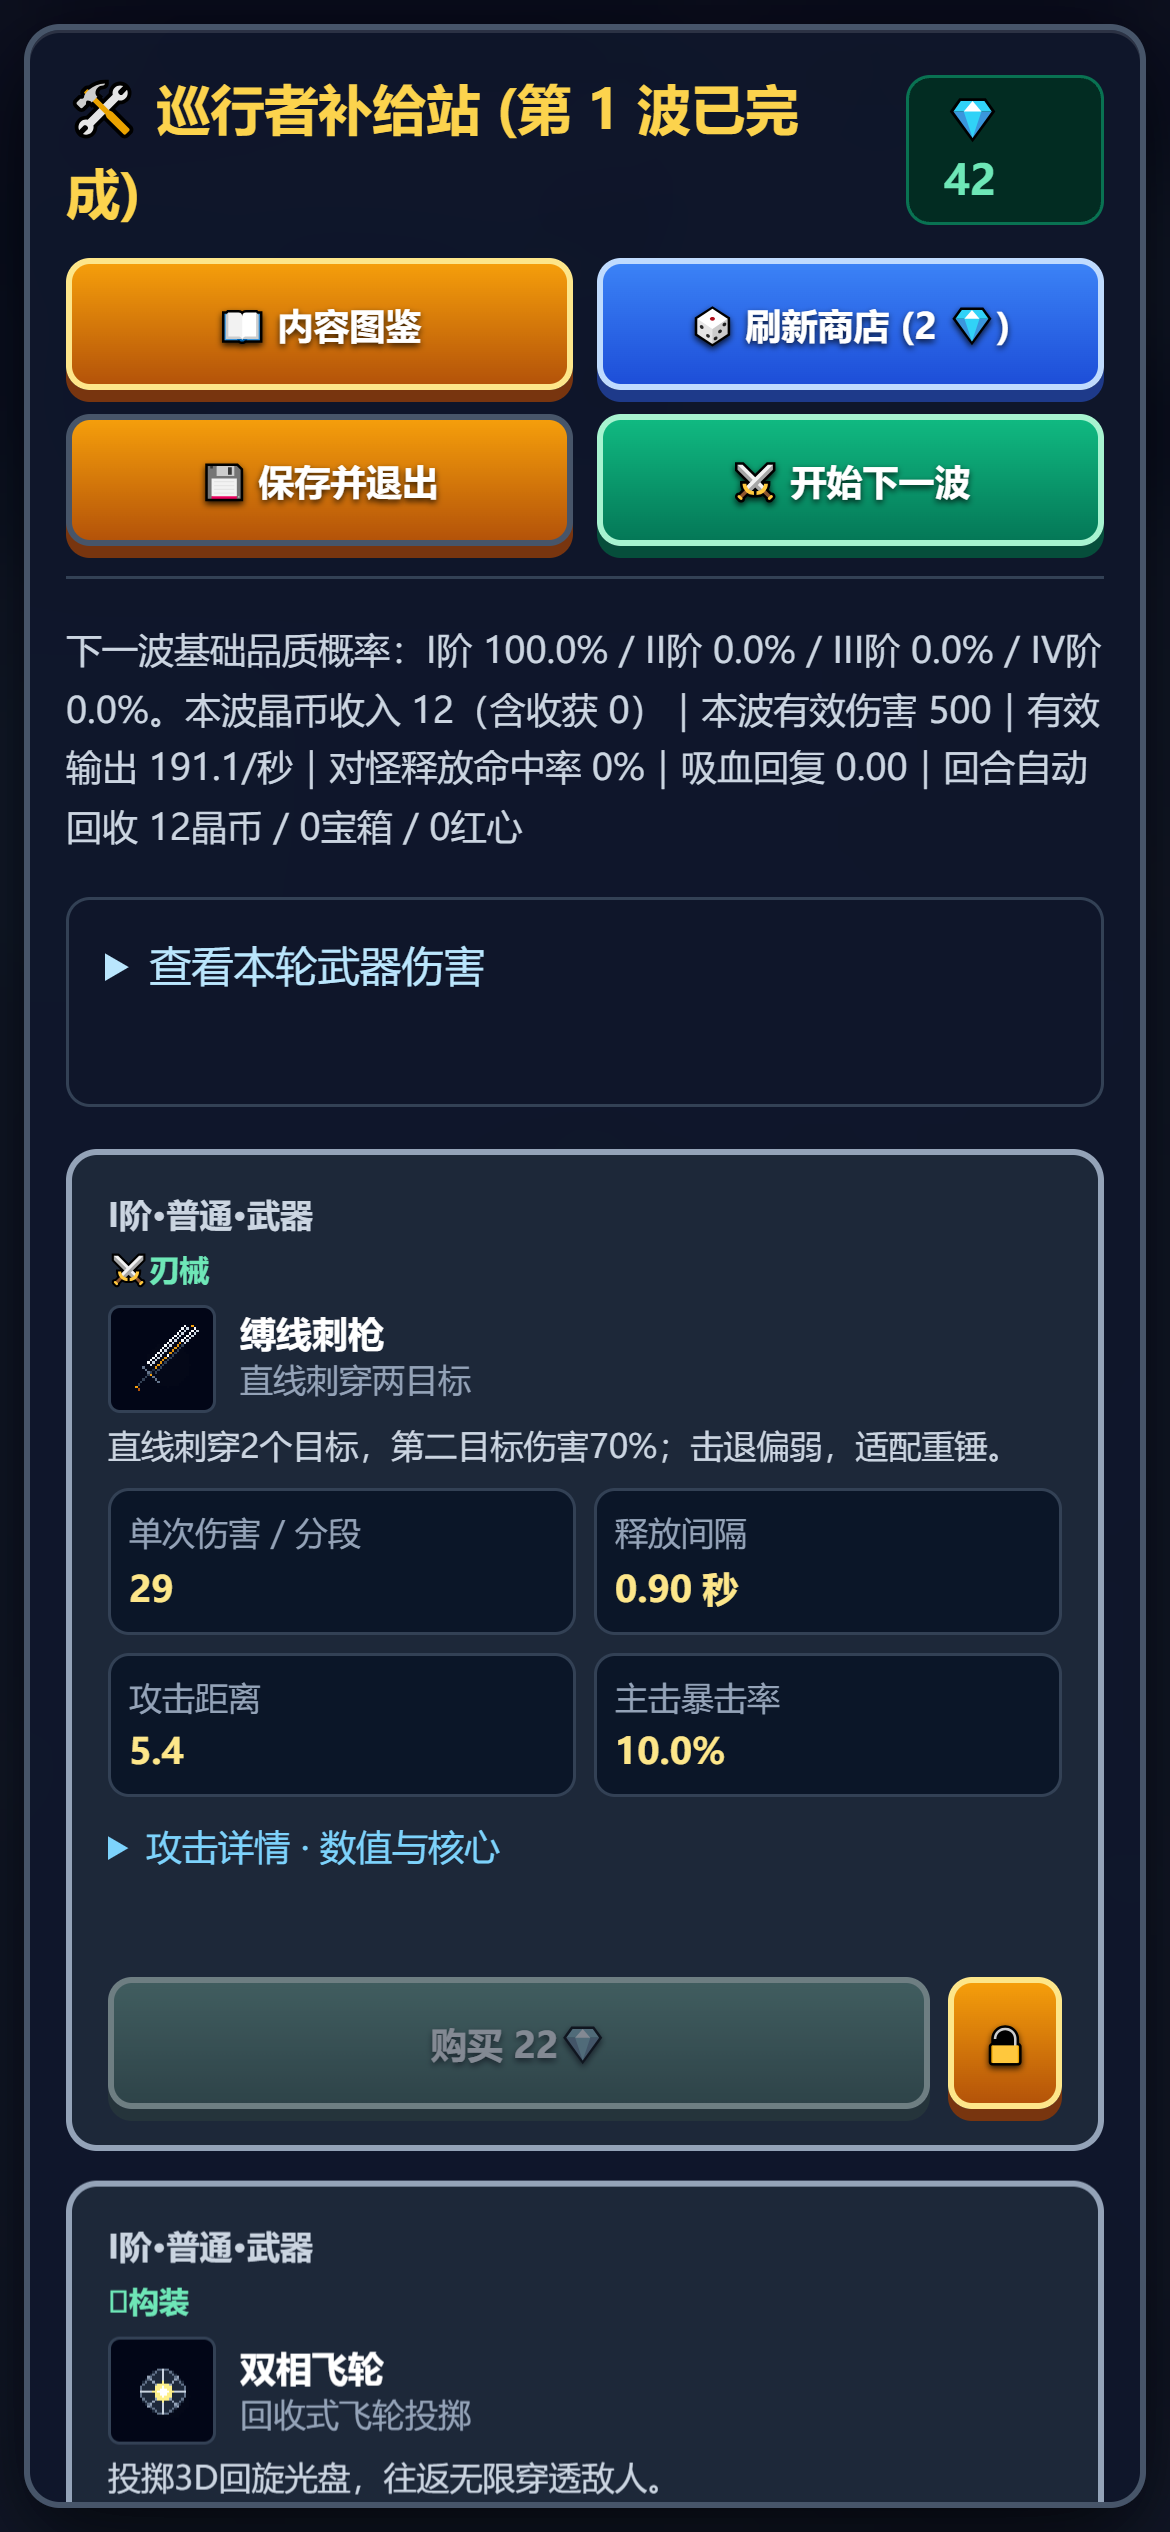 🛠️ 巡行者补给站 (第 1 波已完
成)
💎
42
📖 内容图鉴
🎲 刷新商店 (2 💎)
💾 保存并退出
⚔️ 开始下一波
下一波基础品质概率：I阶 100.0% / II阶 0.0% / III阶 0.0% / IV阶
0.0%。本波晶币收入 12（含收获 0）｜本波有效伤害 500｜有效
输出 191.1/秒｜对怪释放命中率 0%｜吸血回复 0.00｜回合自动
回收 12晶币 / 0宝箱 / 0红心
▶ 查看本轮武器伤害
I阶•普通•武器
⚔️刃械
缚线刺枪
直线刺穿两目标
直线刺穿2个目标，第二目标伤害70%；击退偏弱，适配重锤。
单次伤害 / 分段
29
释放间隔
0.90 秒
攻击距离
5.4
主击暴击率
10.0%
▶ 攻击详情 · 数值与核心
购买 22💎
🔓
I阶•普通•武器
构装
双相飞轮
回收式飞轮投掷
投掷3D回旋光盘，往返无限穿透敌人。